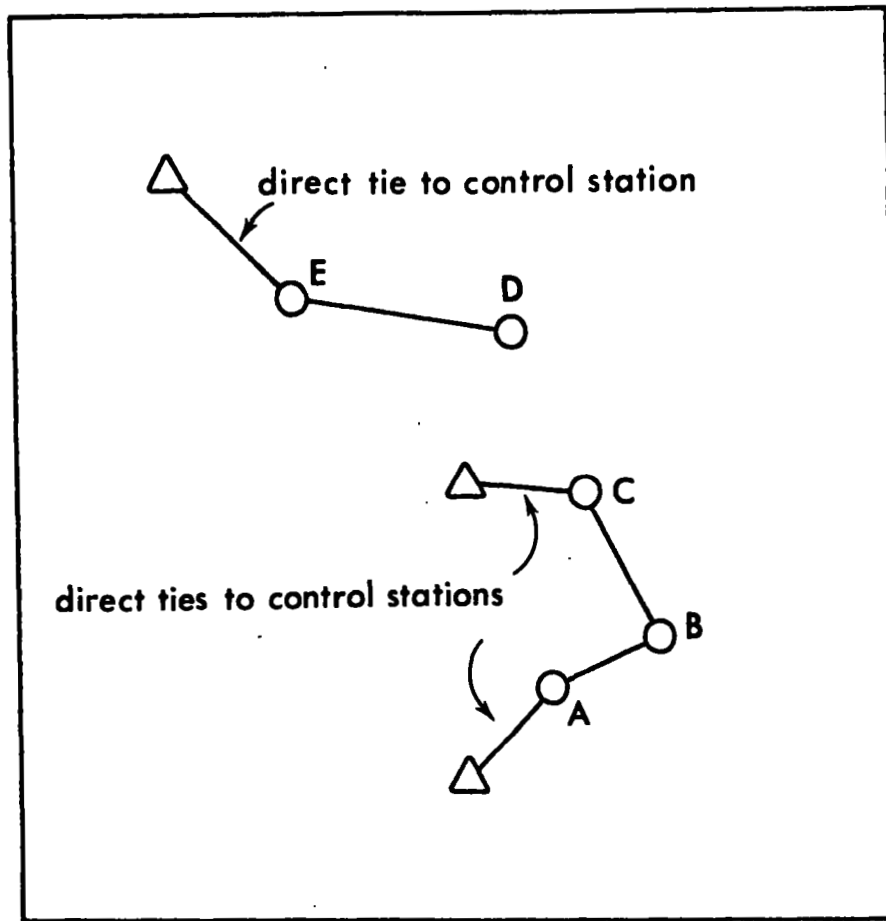 direct tie to control station
E
D
C
direct ties to control stations
B
A